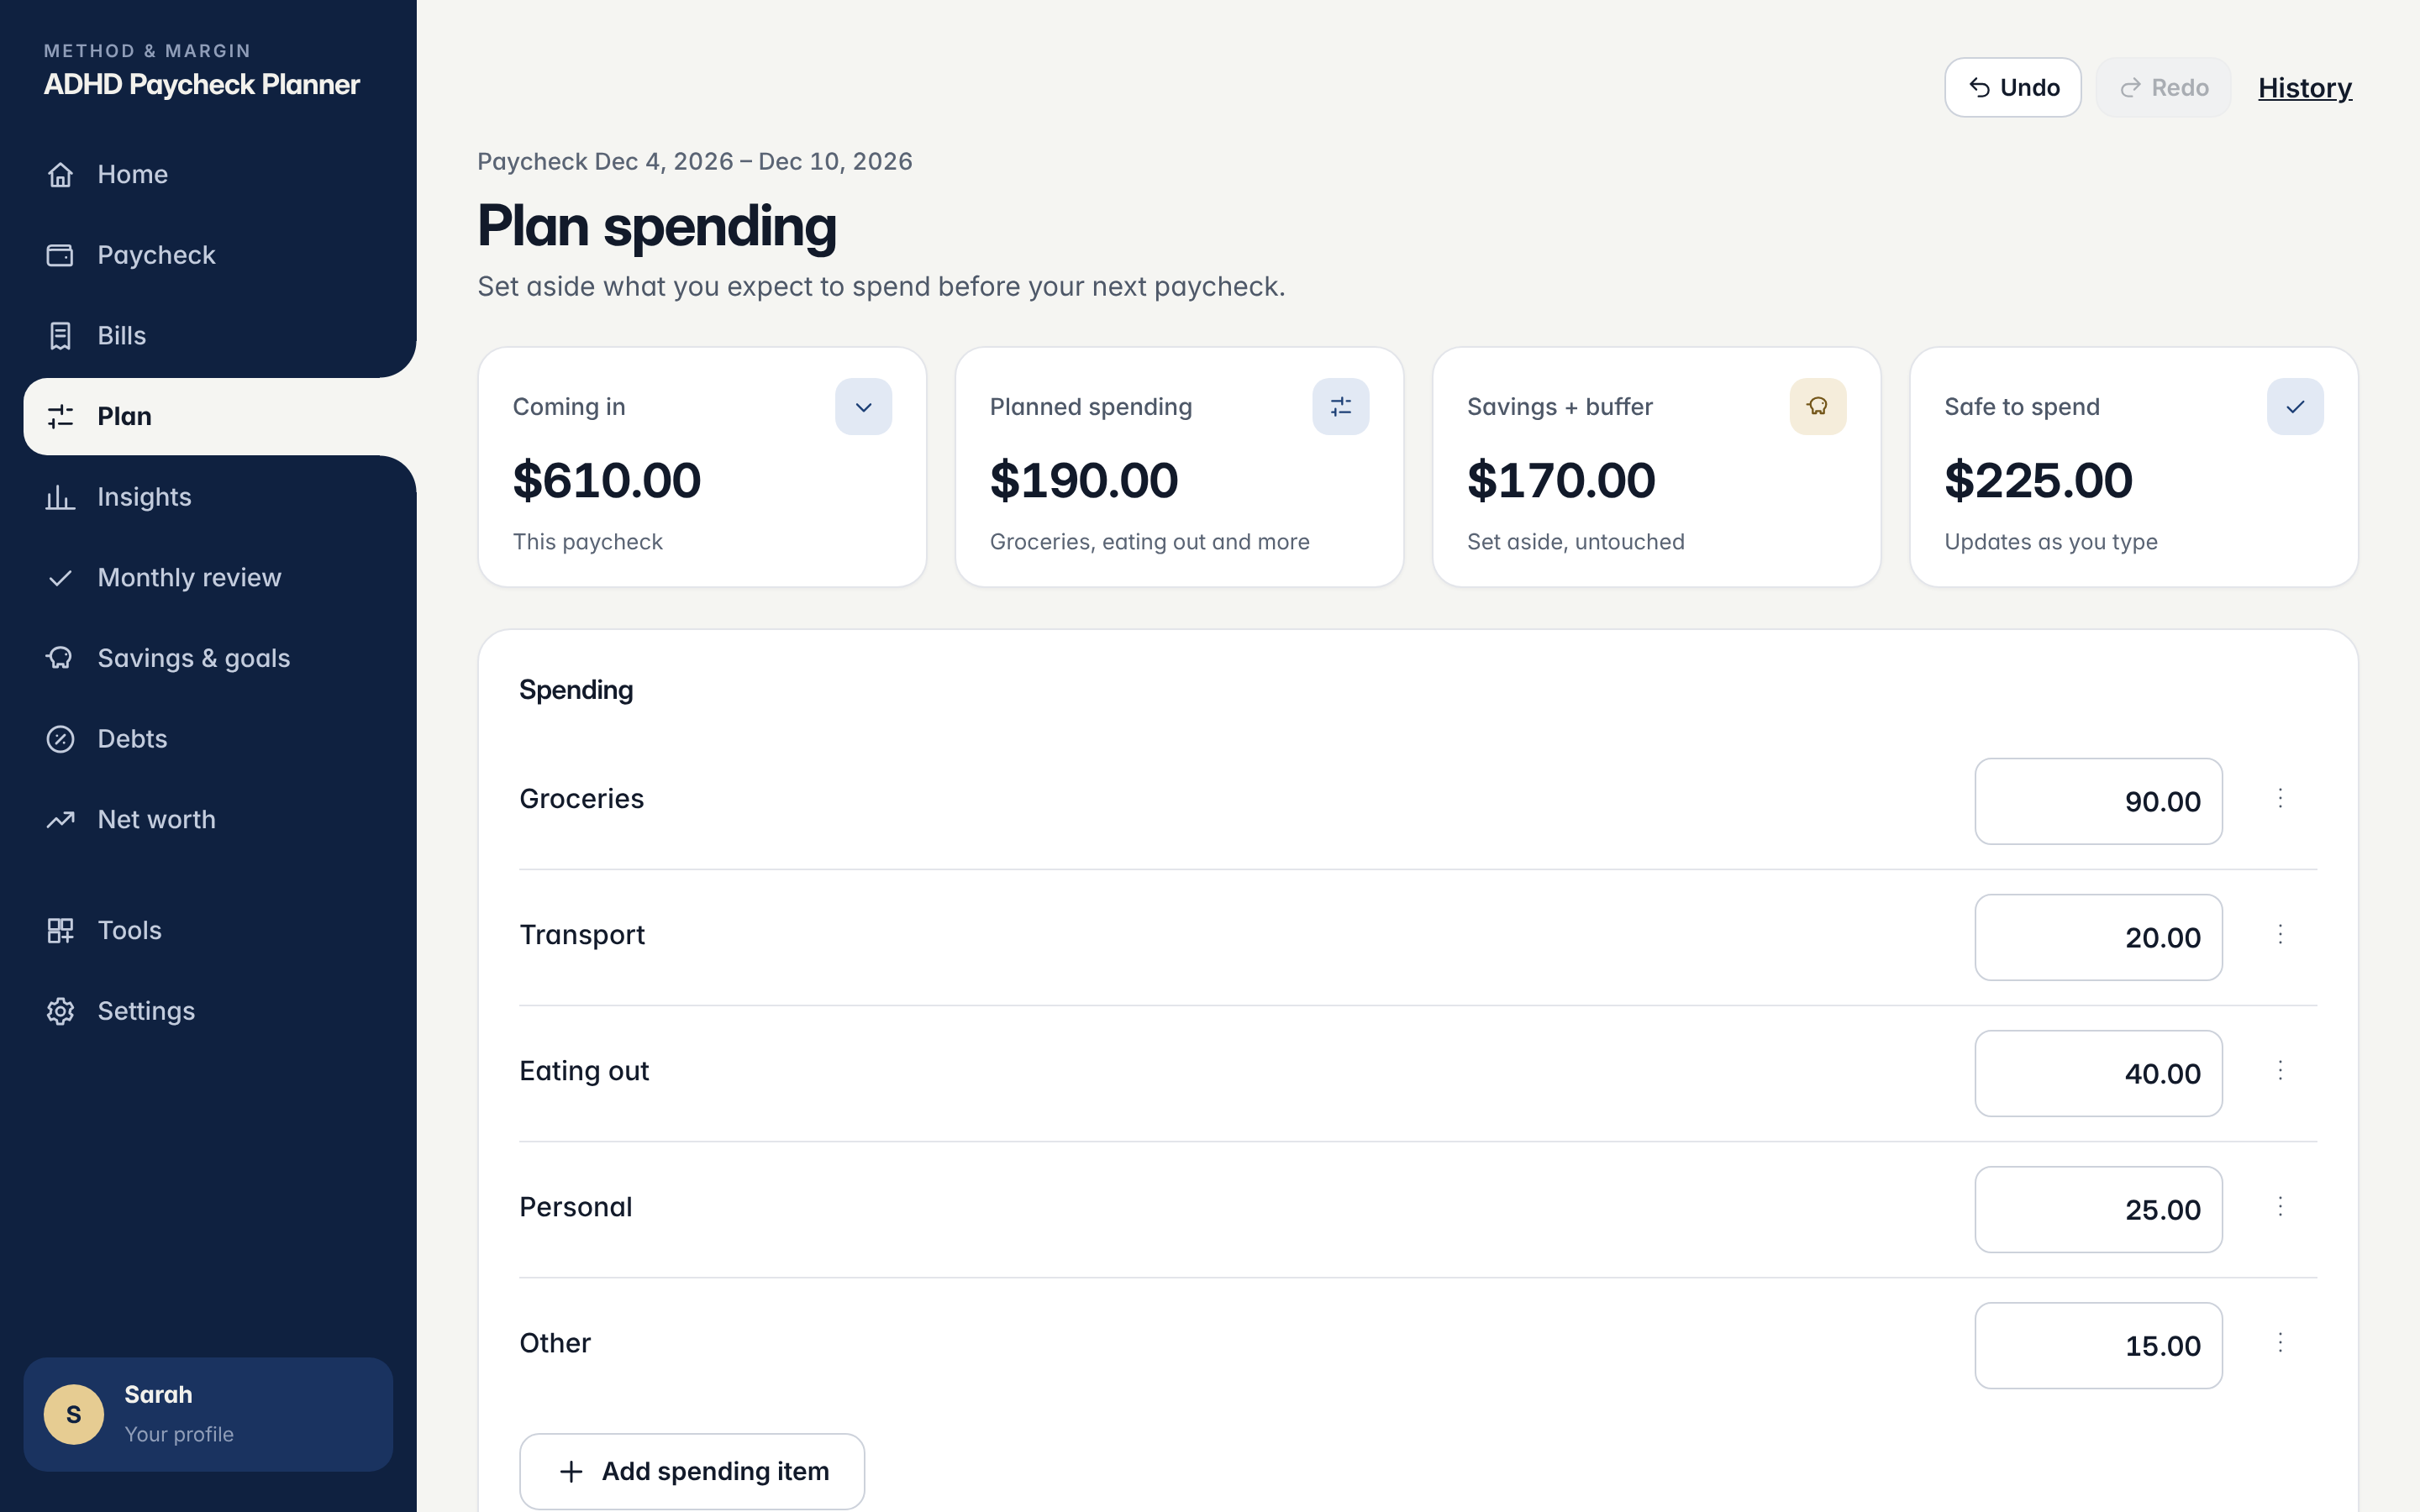 METHOD & MARGIN
ADHD Paycheck Planner
Home
Paycheck
Bills
Plan
Insights
Monthly review
Savings & goals
Debts
Net worth
Tools
Settings
S
Sarah
Your profile
Undo
Redo
History
Paycheck Dec 4, 2026 – Dec 10, 2026
Plan spending
Set aside what you expect to spend before your next paycheck.
Coming in
$610.00
This paycheck
Planned spending
$190.00
Groceries, eating out and more
Savings + buffer
$170.00
Set aside, untouched
Safe to spend
$225.00
Updates as you type
Spending
Groceries 90.00
Transport 20.00
Eating out 40.00
Personal 25.00
Other 15.00
Add spending item